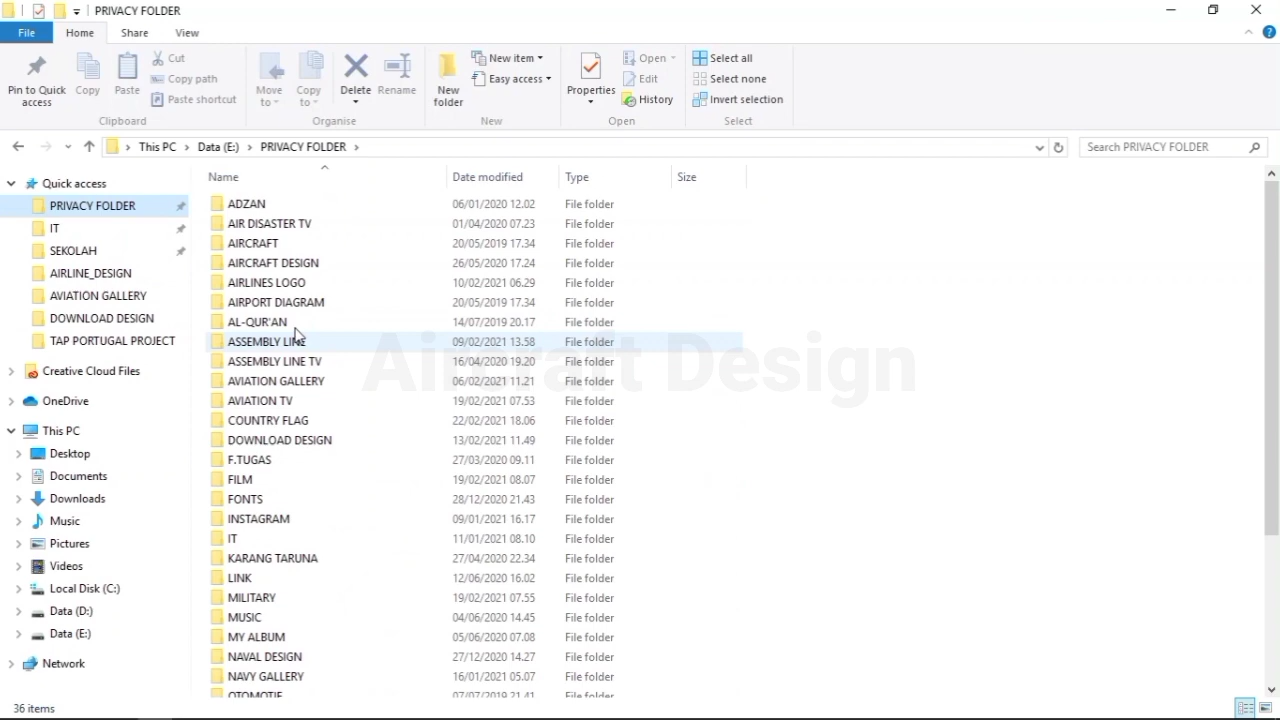 PRIVACY FOLDER
File Home Share View
Pin to Quick access
Copy
Paste
Cut
Copy path
Paste shortcut
Clipboard
Move to
Copy to
Delete
Rename
Organise
New folder
New item
Easy access
New
Properties
Open
Edit
History
Open
Select all
Select none
Invert selection
Select
This PC > Data (E:) > PRIVACY FOLDER >
Search PRIVACY FOLDER
Quick access
PRIVACY FOLDER
IT
SEKOLAH
AIRLINE_DESIGN
AVIATION GALLERY
DOWNLOAD DESIGN
TAP PORTUGAL PROJECT
Creative Cloud Files
OneDrive
This PC
Desktop
Documents
Downloads
Music
Pictures
Videos
Local Disk (C:)
Data (D:)
Data (E:)
Network
Name Date modified Type Size
ADZAN 06/01/2020 12.02 File folder
AIR DISASTER TV 01/04/2020 07.23 File folder
AIRCRAFT 20/05/2019 17.34 File folder
AIRCRAFT DESIGN 26/05/2020 17.24 File folder
AIRLINES LOGO 10/02/2021 06.29 File folder
AIRPORT DIAGRAM 20/05/2019 17.34 File folder
AL-QUR'AN 14/07/2019 20.17 File folder
ASSEMBLY LINE 09/02/2021 13.58 File folder
ASSEMBLY LINE TV 16/04/2020 19.20 File folder
AVIATION GALLERY 06/02/2021 11.21 File folder
AVIATION TV 19/02/2021 07.53 File folder
COUNTRY FLAG 22/02/2021 18.06 File folder
DOWNLOAD DESIGN 13/02/2021 11.49 File folder
F.TUGAS 27/03/2020 09.11 File folder
FILM 19/02/2021 08.07 File folder
FONTS 28/12/2020 21.43 File folder
INSTAGRAM 09/01/2021 16.17 File folder
IT 11/01/2021 08.10 File folder
KARANG TARUNA 27/04/2020 22.34 File folder
LINK 12/06/2020 16.02 File folder
MILITARY 19/02/2021 07.55 File folder
MUSIC 04/06/2020 14.45 File folder
MY ALBUM 05/06/2020 07.08 File folder
NAVAL DESIGN 27/12/2020 14.27 File folder
NAVY GALLERY 16/01/2021 05.07 File folder
OTOMOTIF 07/07/2019 21.41 File folder
Aircraft Design
36 items